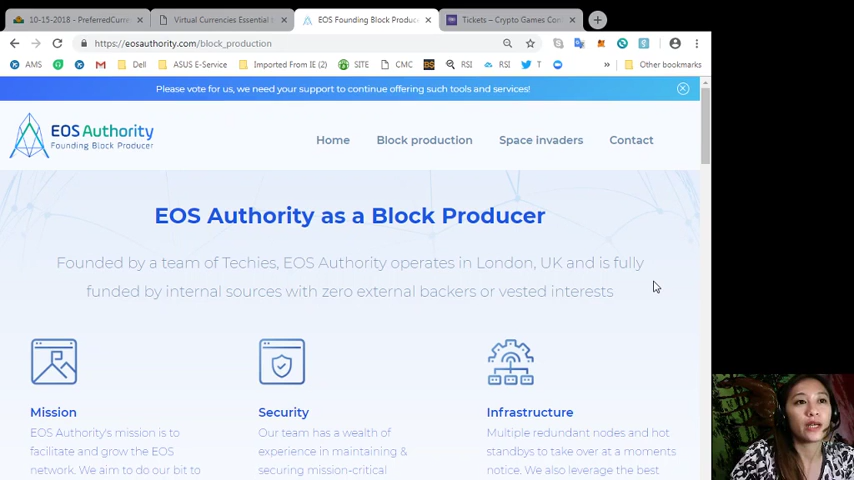 10-15-2018 - PreferredCurre
Virtual Currencies Essential t
EOS Founding Block Produc
Tickets – Crypto Games Con
https://eosauthority.com/block_production
AMS
G
M
Dell
ASUS E-Service
Imported From IE (2)
SITE
CMC
BS
RSI
RSI
T
»
Other bookmarks
Please vote for us, we need your support to continue offering such tools and services!
EOS Authority
Founding Block Producer
Home
Block production
Space invaders
Contact
EOS Authority as a Block Producer
Founded by a team of Techies, EOS Authority operates in London, UK and is fully
funded by internal sources with zero external backers or vested interests
Mission
Security
Infrastructure
EOS Authority's mission is to
facilitate and grow the EOS
network. We aim to do our bit to
Our team has a wealth of
experience in maintaining &
securing mission-critical
Multiple redundant nodes and hot
standbys to take over at a moments
notice. We also leverage the best